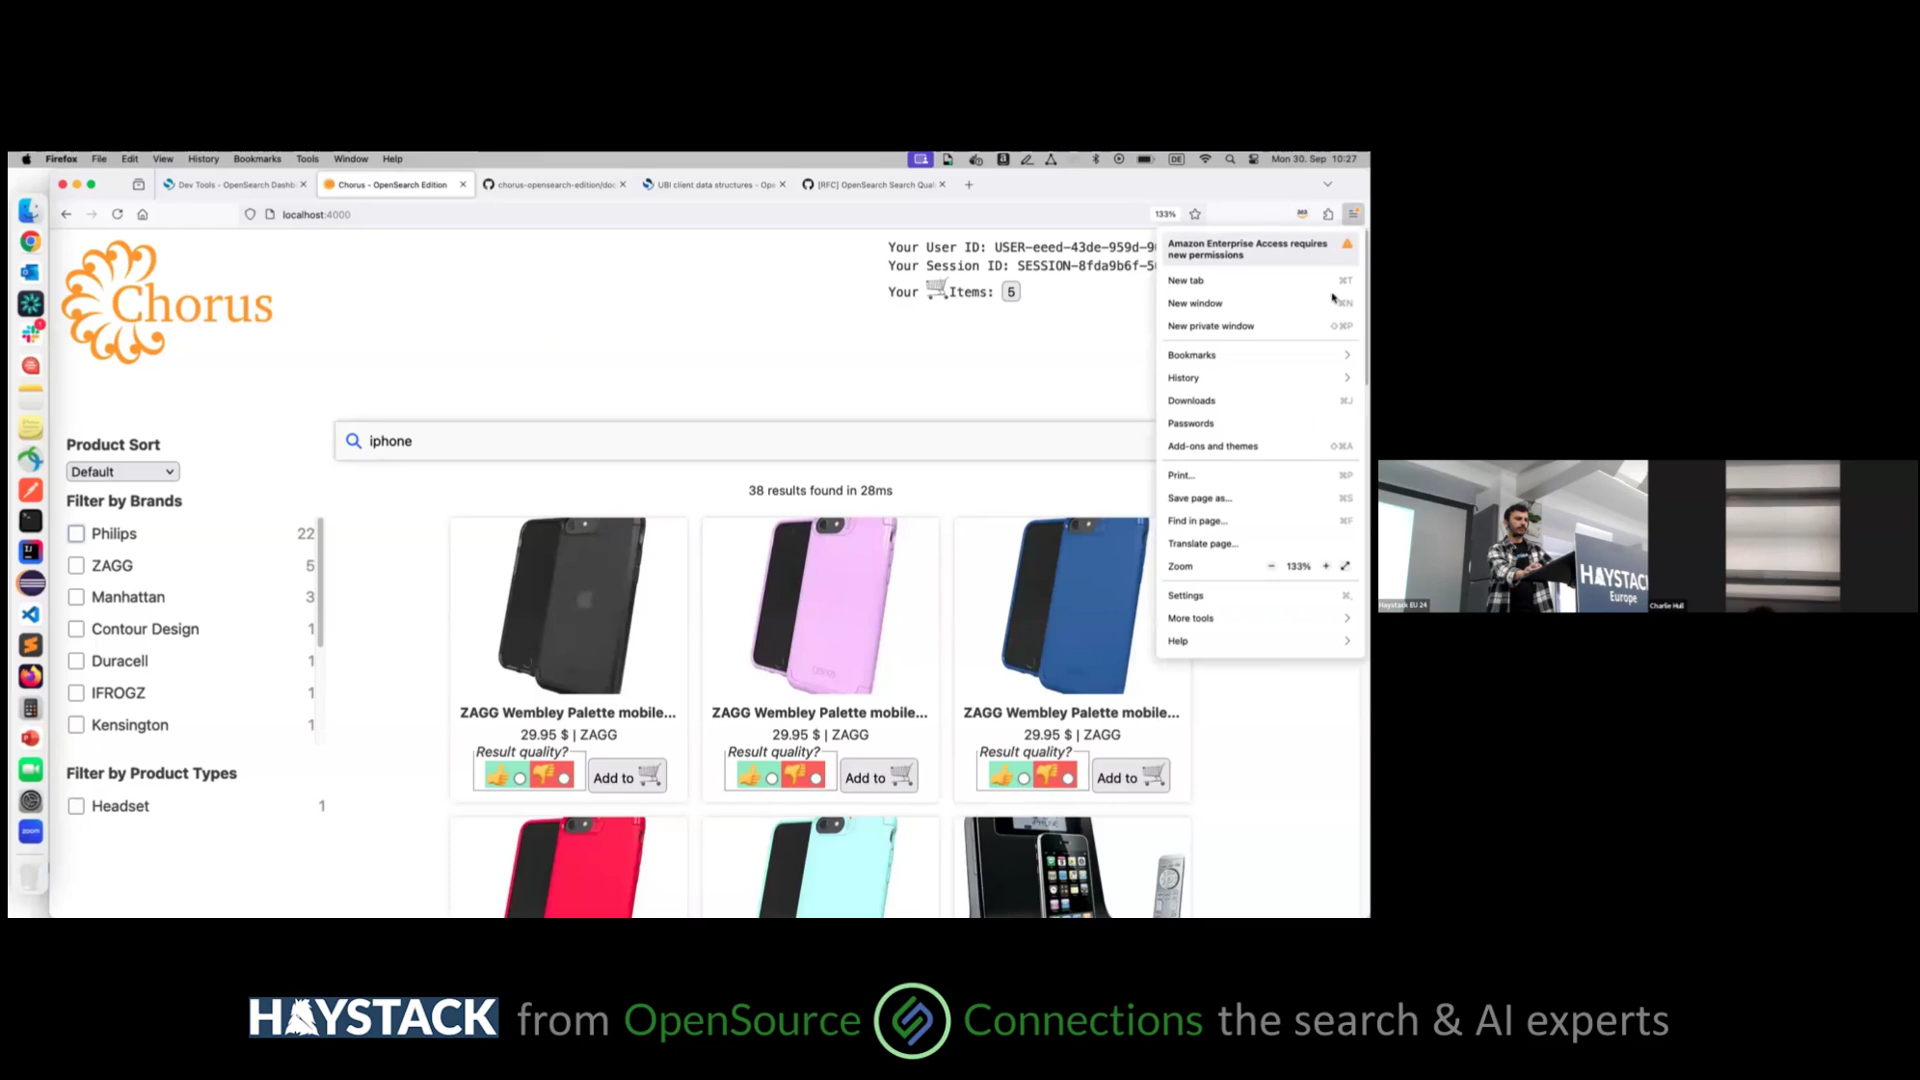 Firefox File Edit View History Bookmarks Tools Window Help DE Mon 30. Sep 10:27
Dev Tools - OpenSearch Dashb Chorus - OpenSearch Edition chorus-opensearch-edition/doc UBI client data structures - Ope [RFC] OpenSearch Search Qual
localhost:4000 133%
Chorus
Your User ID: USER-eeed-43de-959d-9
Your Session ID: SESSION-8fda9b6f-5
Your Items: 5
Amazon Enterprise Access requires
new permissions
New tab ⌘T
New window ⌘N
New private window ⇧⌘P
Bookmarks
History
Downloads ⌘J
Passwords
Add-ons and themes ⇧⌘A
Print... ⌘P
Save page as... ⌘S
Find in page... ⌘F
Translate page...
Zoom − 133% +
Settings ⌘,
More tools
Help
iphone
38 results found in 28ms
Product Sort
Default
Filter by Brands
Philips 22
ZAGG 5
Manhattan 3
Contour Design 1
Duracell 1
IFROGZ 1
Kensington 1
Filter by Product Types
Headset 1
ZAGG Wembley Palette mobile...
29.95 $ | ZAGG
Result quality?
Add to
ZAGG Wembley Palette mobile...
29.95 $ | ZAGG
Result quality?
Add to
ZAGG Wembley Palette mobile...
29.95 $ | ZAGG
Result quality?
Add to
zoom
HAYSTAC
Europe
Haystack EU 24
Charlie Hull
HAYSTACK from OpenSource Connections the search & AI experts